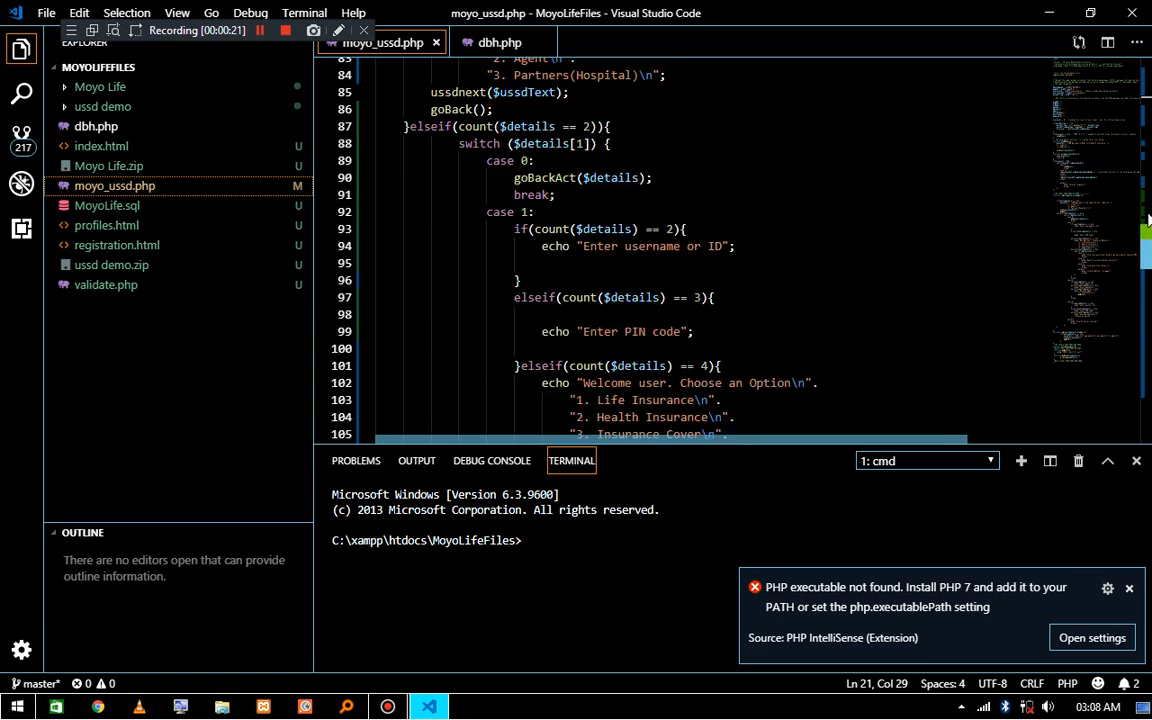 File Edit Selection View Go Debug Terminal Help
moyo_ussd.php - MoyoLifeFiles - Visual Studio Code
Recording [00:00:21]
EXPLORER
MOYOLIFEFILES
Moyo Life
ussd demo
dbh.php
index.html U
Moyo Life.zip U
moyo_ussd.php M
MoyoLife.sql U
profiles.html U
registration.html U
ussd demo.zip U
validate.php U
217
OUTLINE
There are no editors open that can provide
outline information.
moyo_ussd.php
dbh.php
83 "2. Agent\n".
84 "3. Partners(Hospital)\n";
85 ussdnext($ussdText);
86 goBack();
87 }elseif(count($details == 2)){
88 switch ($details[1]) {
89 case 0:
90 goBackAct($details);
91 break;
92 case 1:
93 if(count($details) == 2){
94 echo "Enter username or ID";
95
96 }
97 elseif(count($details) == 3){
98
99 echo "Enter PIN code";
100
101 }elseif(count($details) == 4){
102 echo "Welcome user. Choose an Option\n".
103 "1. Life Insurance\n".
104 "2. Health Insurance\n".
105 "3. Insurance Cover\n".
PROBLEMS OUTPUT DEBUG CONSOLE TERMINAL
1: cmd
Microsoft Windows [Version 6.3.9600]
(c) 2013 Microsoft Corporation. All rights reserved.
C:\xampp\htdocs\MoyoLifeFiles>
PHP executable not found. Install PHP 7 and add it to your
PATH or set the php.executablePath setting
Source: PHP IntelliSense (Extension)
Open settings
master* 0 0
Ln 21, Col 29 Spaces: 4 UTF-8 CRLF PHP 2
03:08 AM